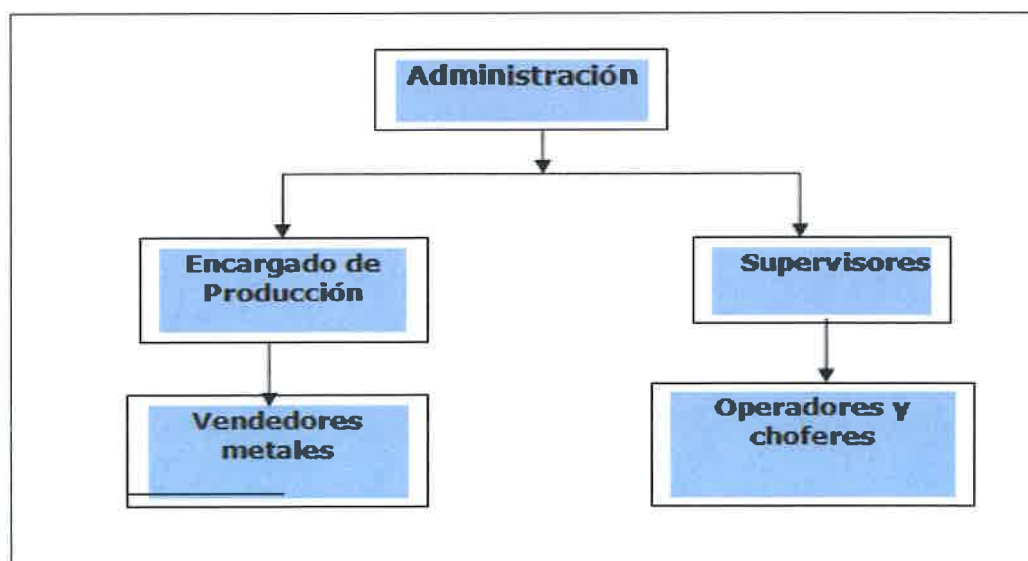 Administración
Encargado de
Producción
Supervisores
Vendedores
metales
Operadores y
choferes